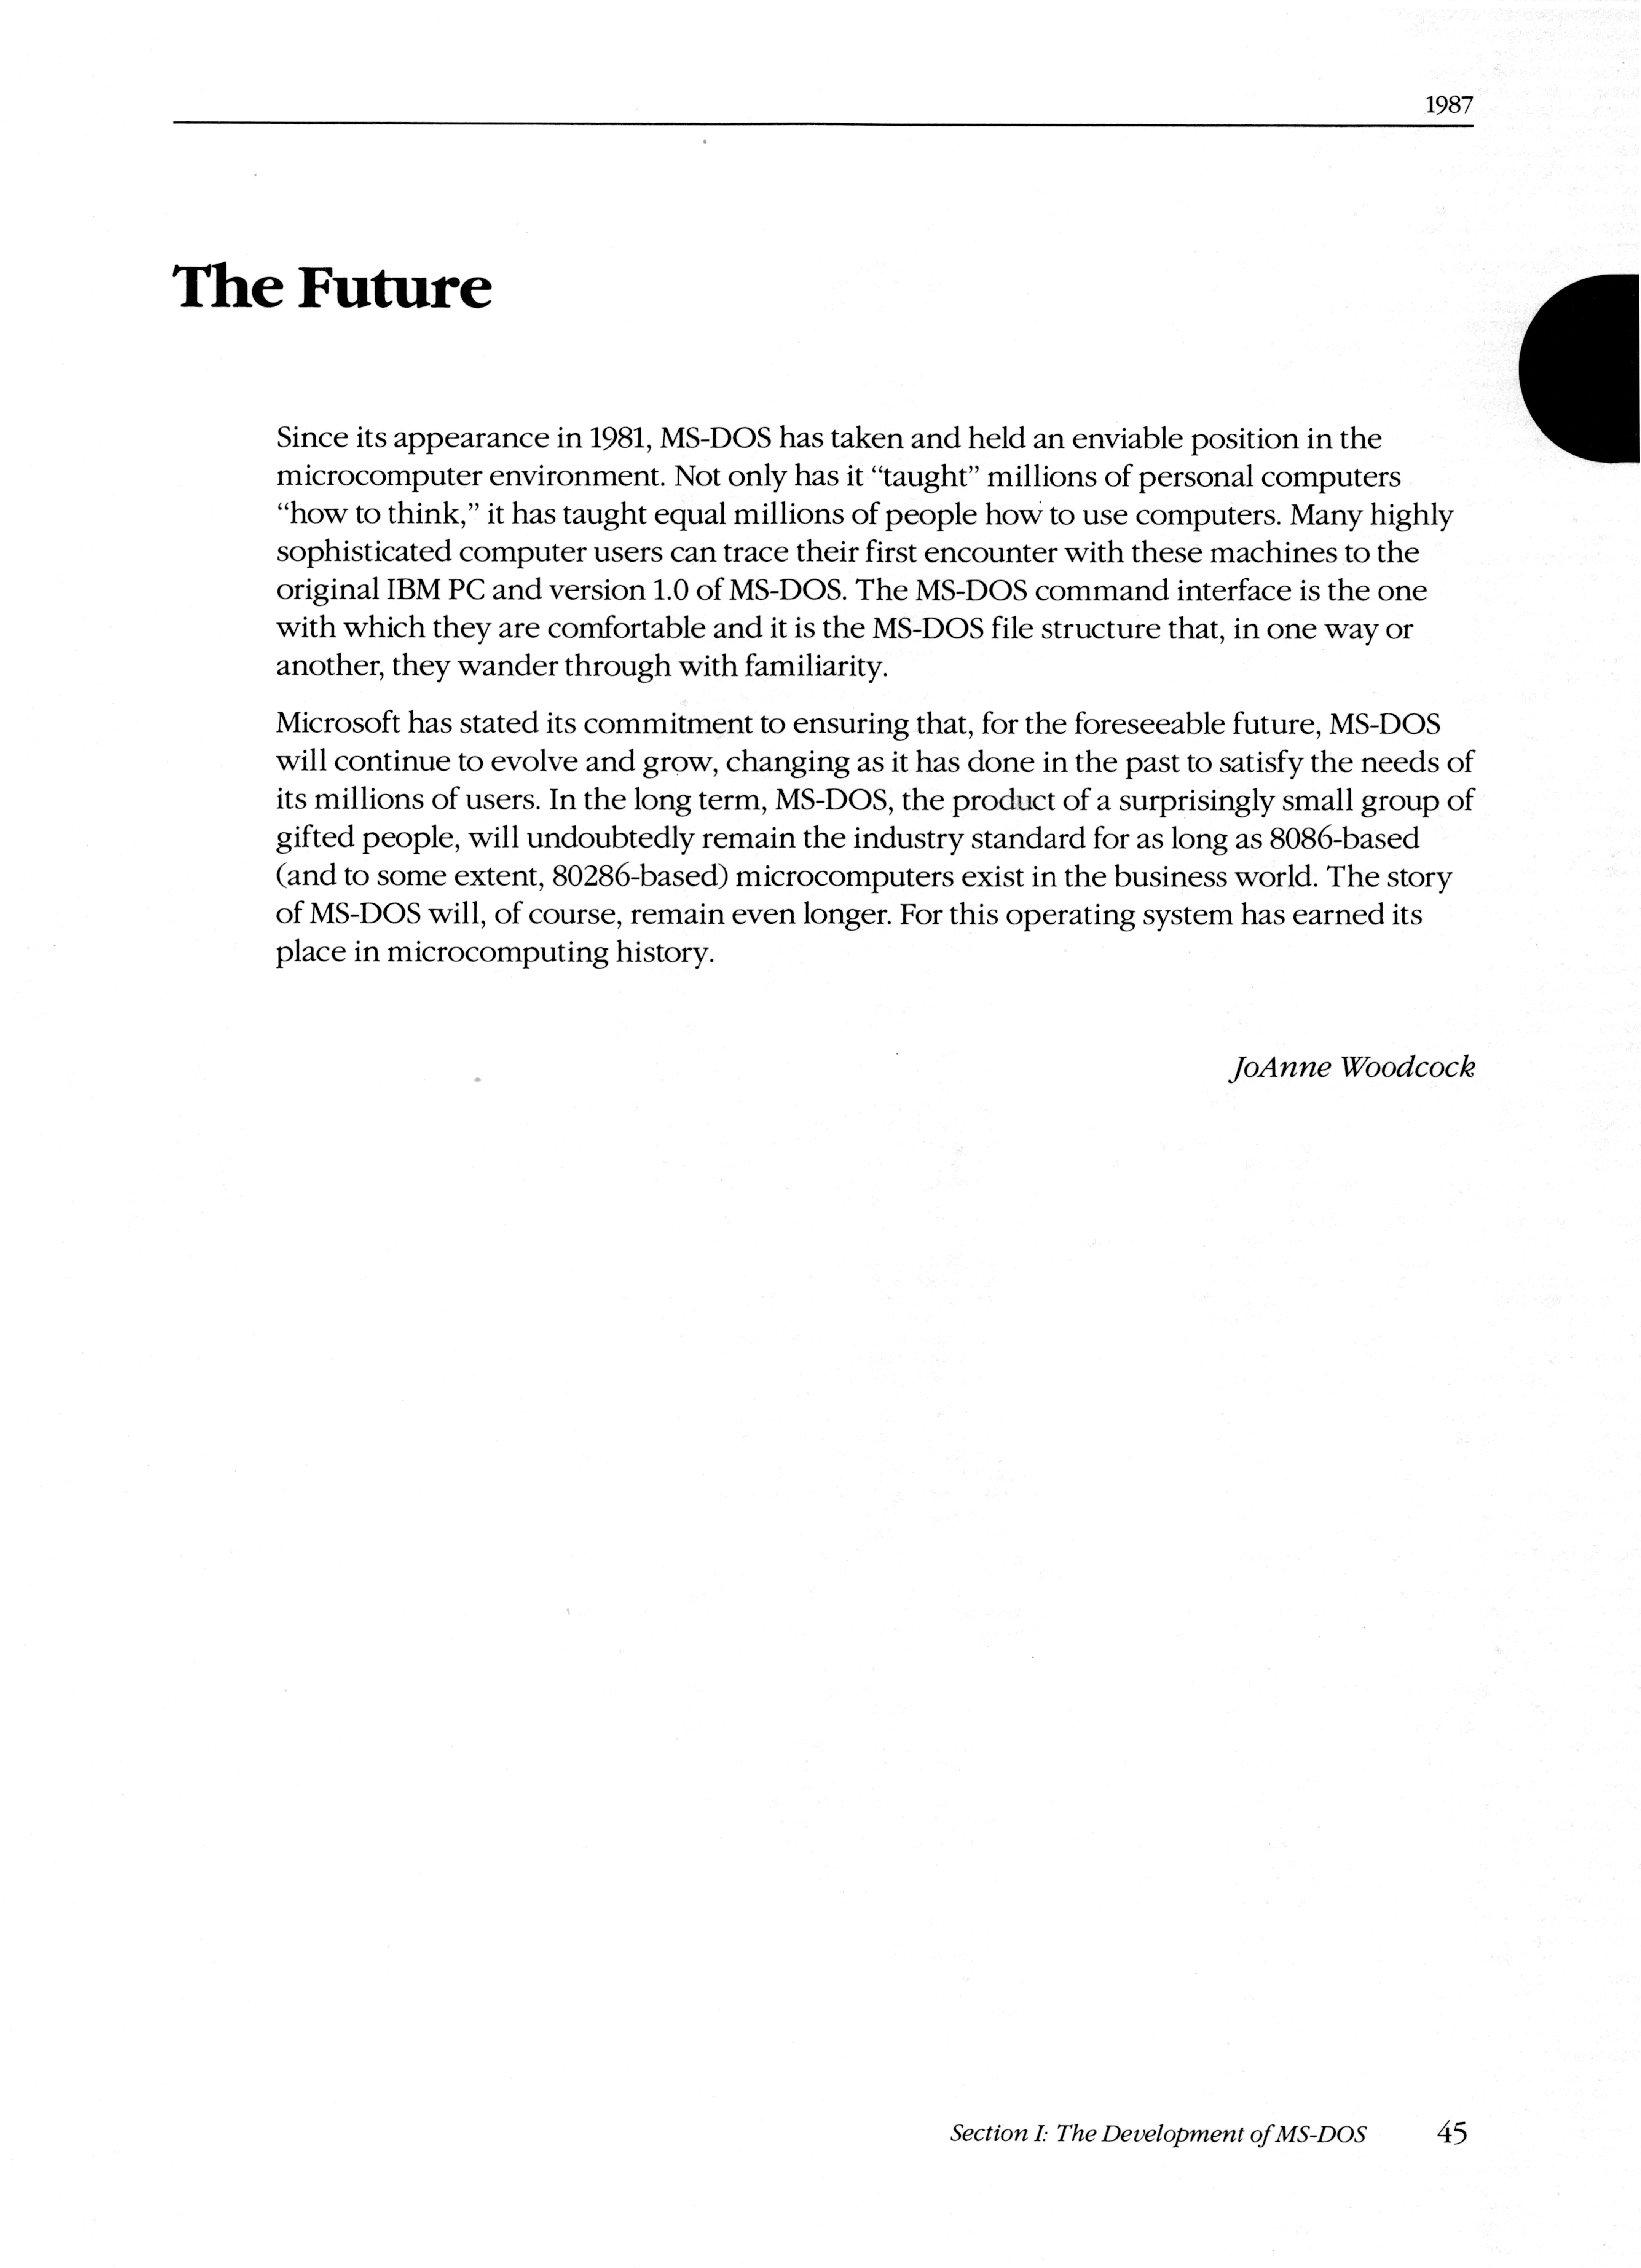 1987
The Future
Since its appearance in 1981, MS-DOS has taken and held an enviable position in the
microcomputer environment. Not only has it “taught” millions of personal computers
“how to think,” it has taught equal millions of people how to use computers. Many highly
sophisticated computer users can trace their first encounter with these machines to the
original IBM PC and version 1.0 of MS-DOS. The MS-DOS command interface is the one
with which they are comfortable and it is the MS-DOS file structure that, in one way or
another, they wander through with familiarity.
Microsoft has stated its commitment to ensuring that, for the foreseeable future, MS-DOS
will continue to evolve and grow, changing as it has done in the past to satisfy the needs of
its millions of users. In the long term, MS-DOS, the product of a surprisingly small group of
gifted people, will undoubtedly remain the industry standard for as long as 8086-based
(and to some extent, 80286-based) microcomputers exist in the business world. The story
of MS-DOS will, of course, remain even longer. For this operating system has earned its
place in microcomputing history.
JoAnne Woodcock
Section I: The Development of MS-DOS 45